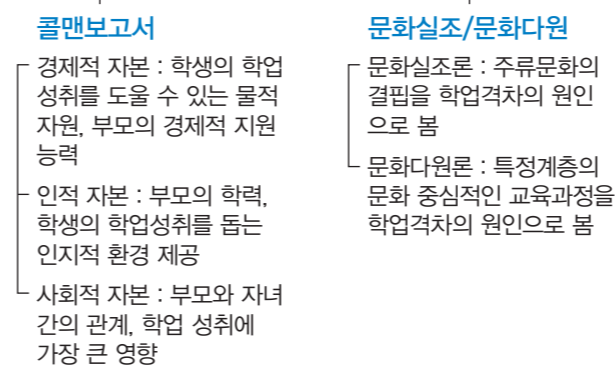 콜맨보고서
경제적 자본 : 학생의 학업
성취를 도울 수 있는 물적
자원, 부모의 경제적 지원
능력
인적 자본 : 부모의 학력,
학생의 학업성취를 돕는
인지적 환경 제공
사회적 자본 : 부모와 자녀
간의 관계, 학업 성취에
가장 큰 영향
문화실조/문화다원
문화실조론 : 주류문화의
결핍을 학업격차의 원인
으로 봄
문화다원론 : 특정계층의
문화 중심적인 교육과정을
학업격차의 원인으로 봄